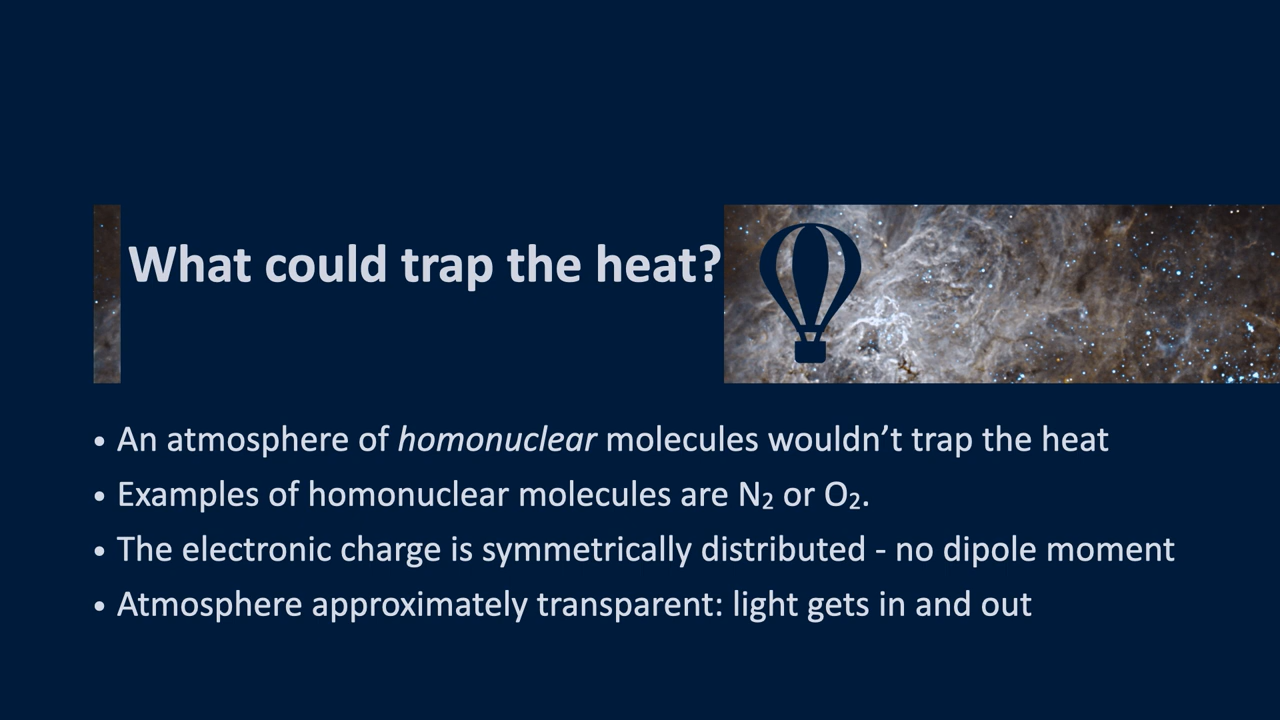 What could trap the heat?
• An atmosphere of homonuclear molecules wouldn’t trap the heat
• Examples of homonuclear molecules are N₂ or O₂.
• The electronic charge is symmetrically distributed - no dipole moment
• Atmosphere approximately transparent: light gets in and out